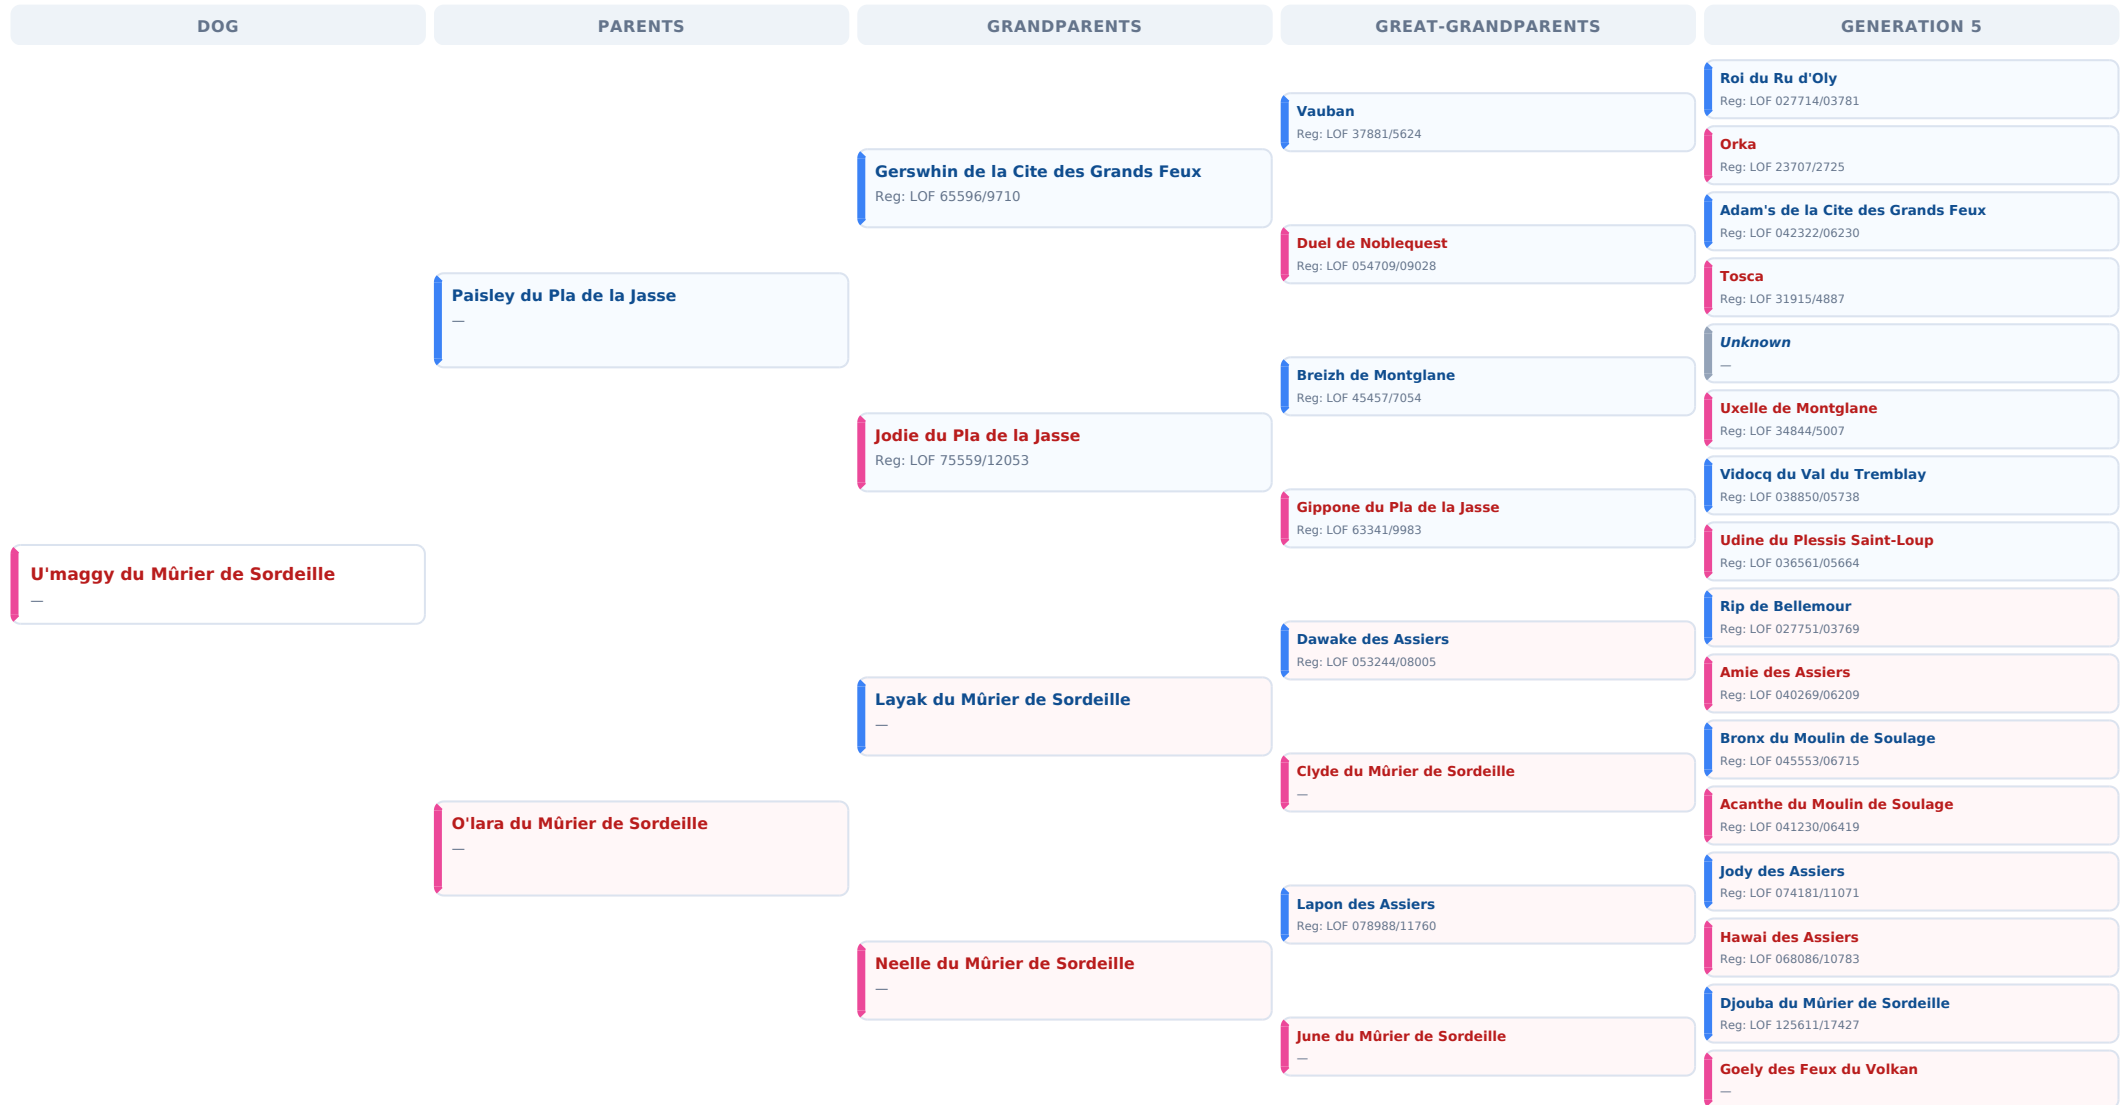 DOG
PARENTS
GRANDPARENTS
GREAT-GRANDPARENTS
GENERATION 5
U'maggy du Mûrier de Sordeille
—
Paisley du Pla de la Jasse
—
O'lara du Mûrier de Sordeille
—
Gerswhin de la Cite des Grands Feux
Reg: LOF 65596/9710
Jodie du Pla de la Jasse
Reg: LOF 75559/12053
Layak du Mûrier de Sordeille
—
Neelle du Mûrier de Sordeille
—
Vauban
Reg: LOF 37881/5624
Duel de Noblequest
Reg: LOF 054709/09028
Breizh de Montglane
Reg: LOF 45457/7054
Gippone du Pla de la Jasse
Reg: LOF 63341/9983
Dawake des Assiers
Reg: LOF 053244/08005
Clyde du Mûrier de Sordeille
—
Lapon des Assiers
Reg: LOF 078988/11760
June du Mûrier de Sordeille
—
Roi du Ru d'Oly
Reg: LOF 027714/03781
Orka
Reg: LOF 23707/2725
Adam's de la Cite des Grands Feux
Reg: LOF 042322/06230
Tosca
Reg: LOF 31915/4887
Unknown
—
Uxelle de Montglane
Reg: LOF 34844/5007
Vidocq du Val du Tremblay
Reg: LOF 038850/05738
Udine du Plessis Saint-Loup
Reg: LOF 036561/05664
Rip de Bellemour
Reg: LOF 027751/03769
Amie des Assiers
Reg: LOF 040269/06209
Bronx du Moulin de Soulage
Reg: LOF 045553/06715
Acanthe du Moulin de Soulage
Reg: LOF 041230/06419
Jody des Assiers
Reg: LOF 074181/11071
Hawai des Assiers
Reg: LOF 068086/10783
Djouba du Mûrier de Sordeille
Reg: LOF 125611/17427
Goely des Feux du Volkan
—